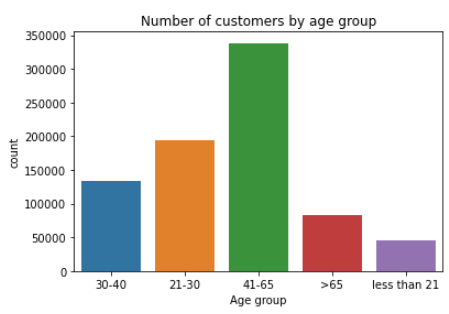 Number of customers by age group
350000
300000
250000
200000
150000
100000
50000
0
count
30-40 21-30 41-65 >65 less than 21
Age group